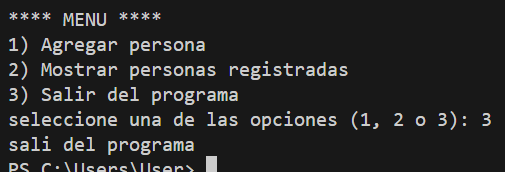 **** MENU ****
1) Agregar persona
2) Mostrar personas registradas
3) Salir del programa
seleccione una de las opciones (1, 2 o 3): 3
sali del programa
PS C:\Users\User>